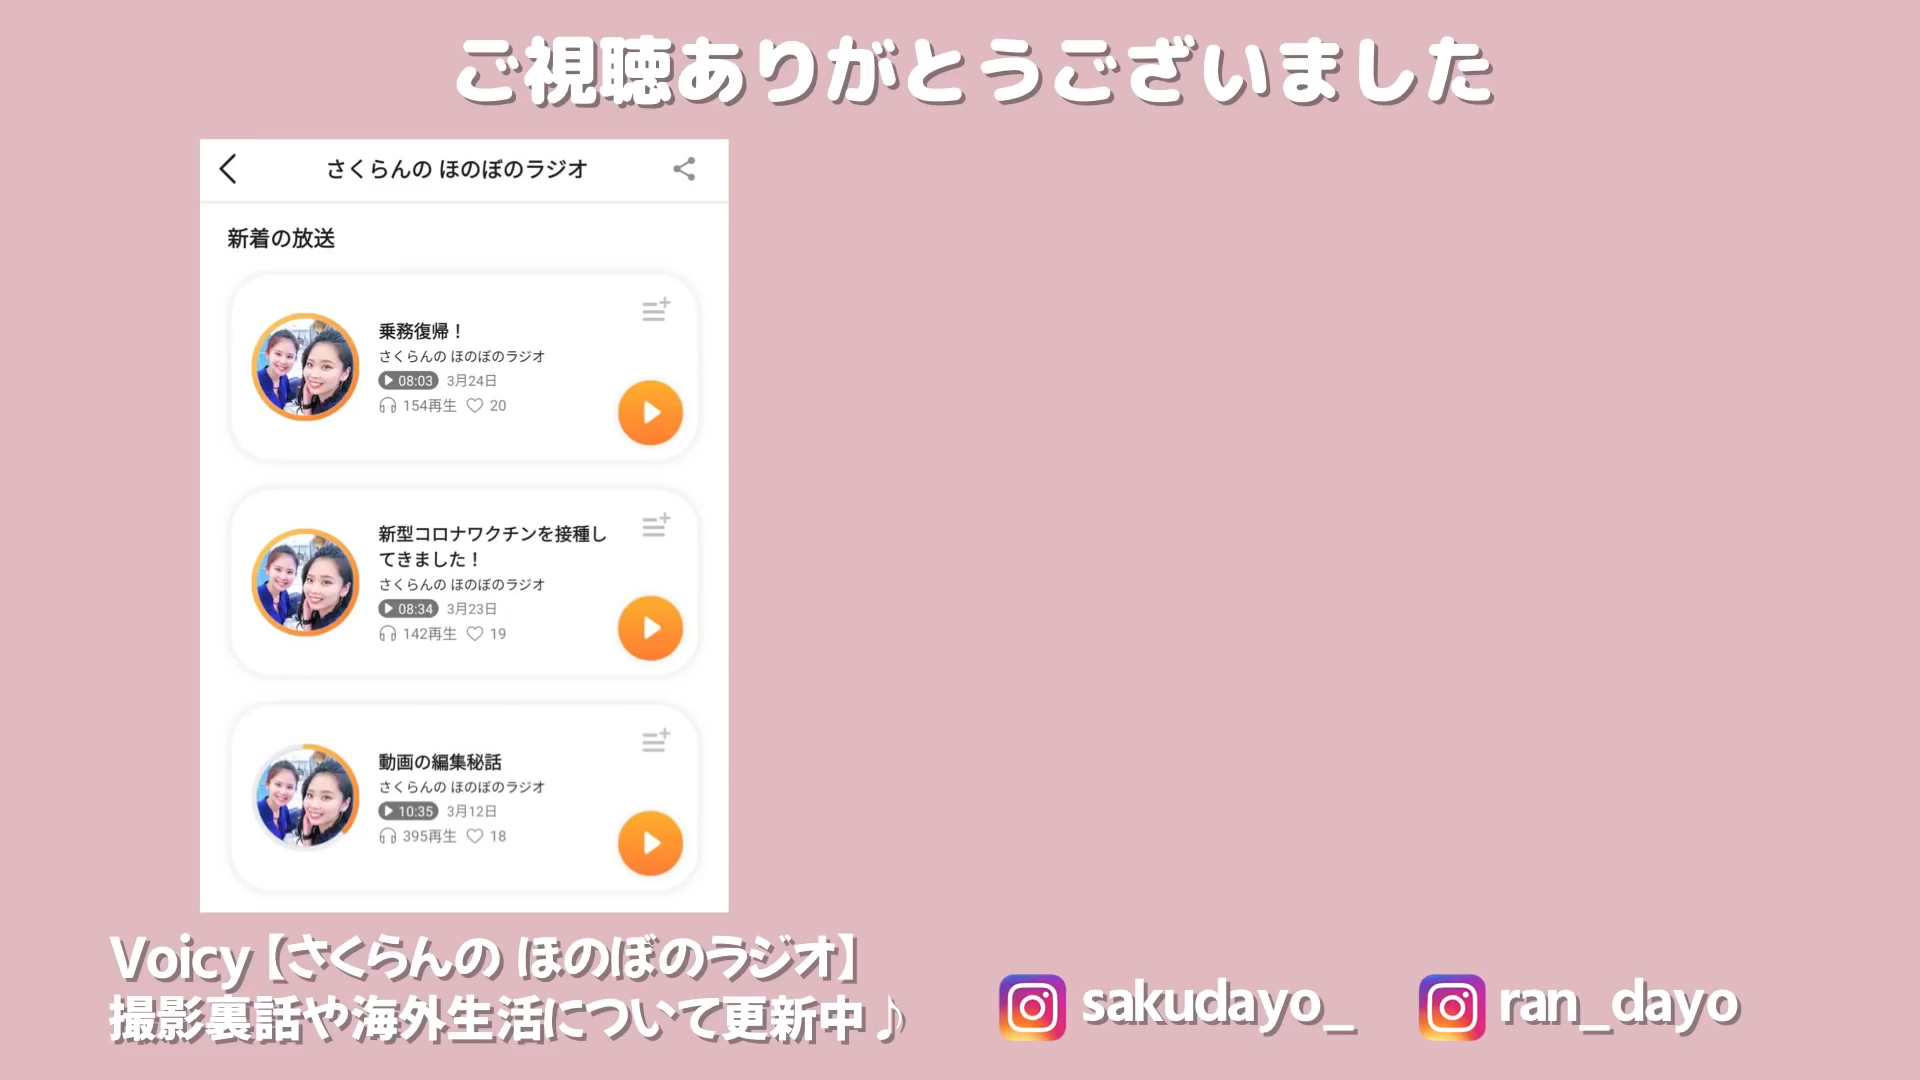 ご視聴ありがとうございました
さくらんの ほのぼのラジオ
新着の放送
乗務復帰！
さくらんの ほのぼのラジオ
08:03 3月24日
154再生 20
新型コロナワクチンを接種し
てきました！
さくらんの ほのぼのラジオ
08:34 3月23日
142再生 19
動画の編集秘話
さくらんの ほのぼのラジオ
10:35 3月12日
395再生 18
Voicy【さくらんの ほのぼのラジオ】
撮影裏話や海外生活について更新中♪
sakudayo_
ran_dayo